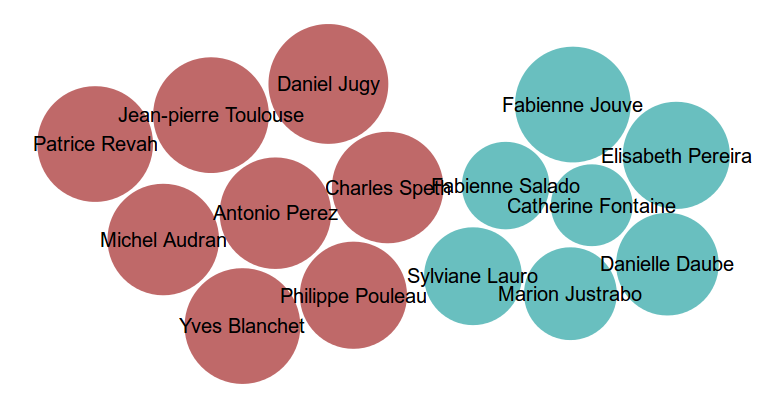 Daniel Jugy
Fabienne Jouve
Jean-pierre Toulouse
Patrice Revah
Elisabeth Pereira
Charles Speth
Fabienne Salado
Catherine Fontaine
Antonio Perez
Michel Audran
Danielle Daube
Sylviane Lauro
Marion Justrabo
Philippe Pouleau
Yves Blanchet